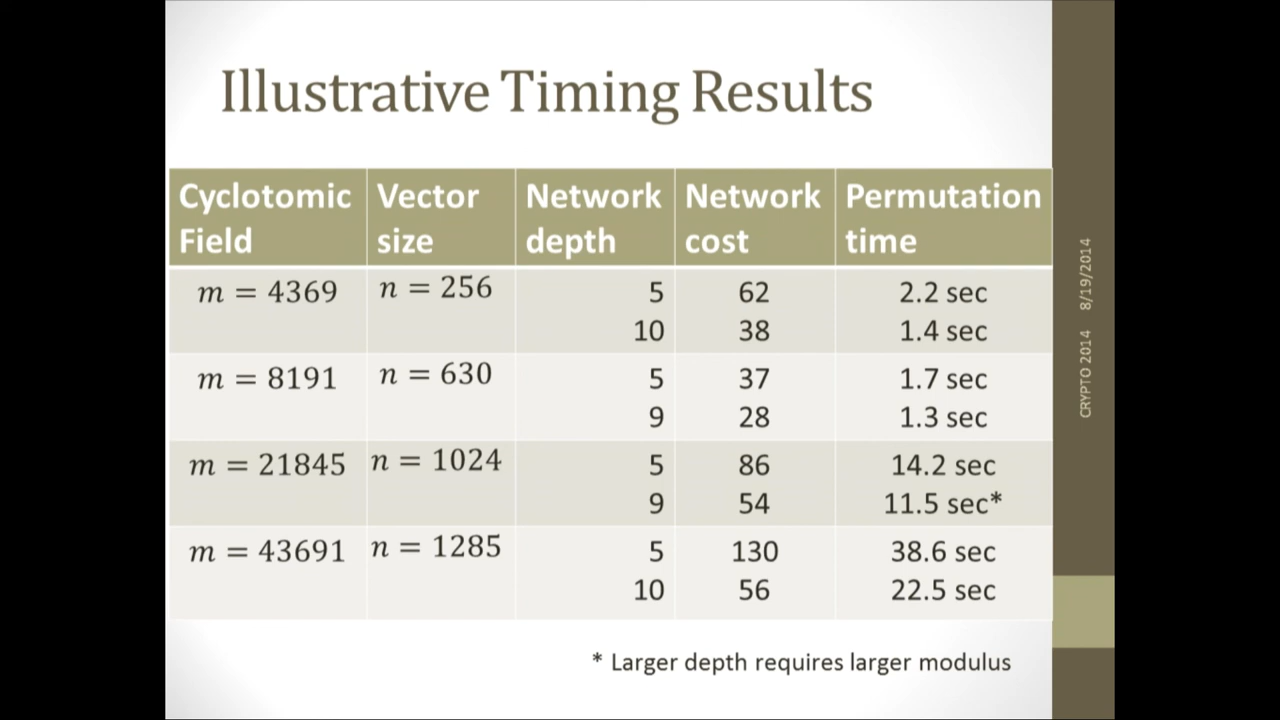 Illustrative Timing Results
Cyclotomic Field Vector size Network depth Network cost Permutation time
m = 4369 n = 256 5 62 2.2 sec
10 38 1.4 sec
m = 8191 n = 630 5 37 1.7 sec
9 28 1.3 sec
m = 21845 n = 1024 5 86 14.2 sec
9 54 11.5 sec*
m = 43691 n = 1285 5 130 38.6 sec
10 56 22.5 sec
* Larger depth requires larger modulus
CRYPTO 2014 8/19/2014